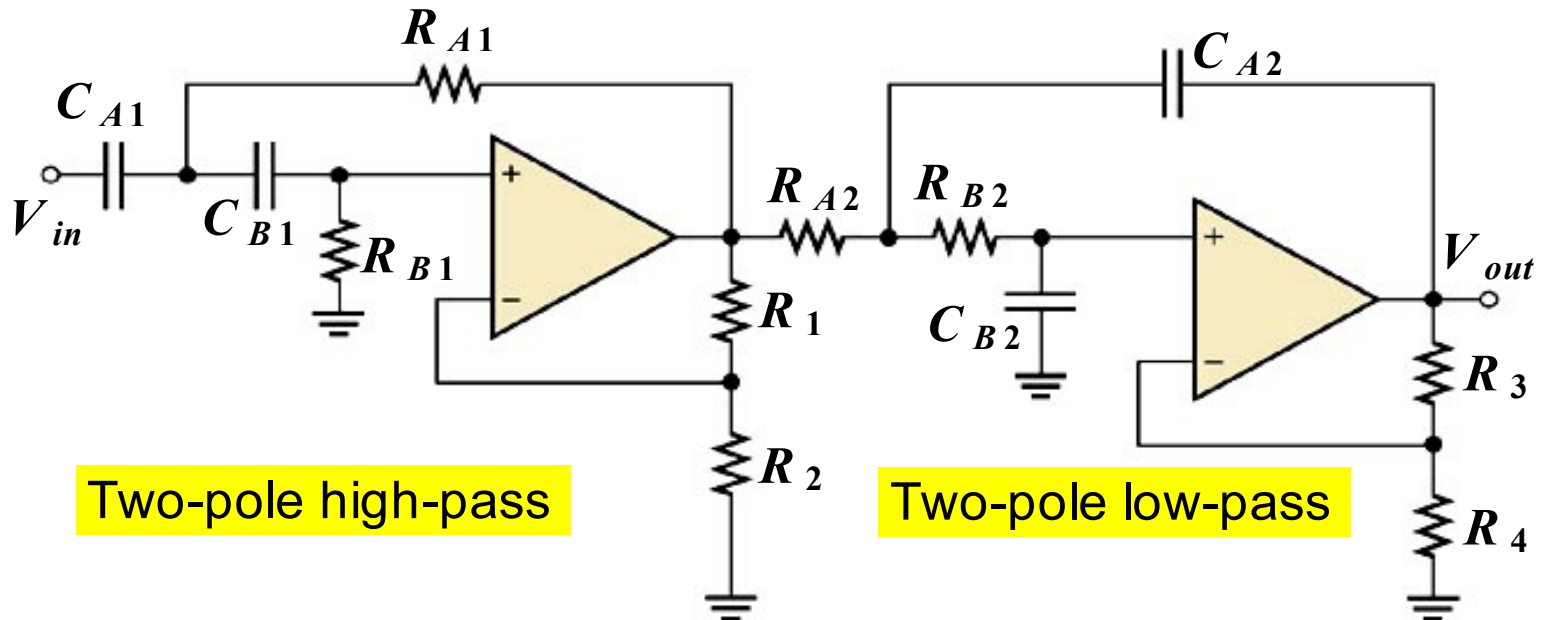 R A1
C A1
C A2
+
V in
C B1
R B1
R A2
R B2
+
V out
−
R 1
C B2
−
R 3
R 2
Two-pole high-pass
Two-pole low-pass
R 4